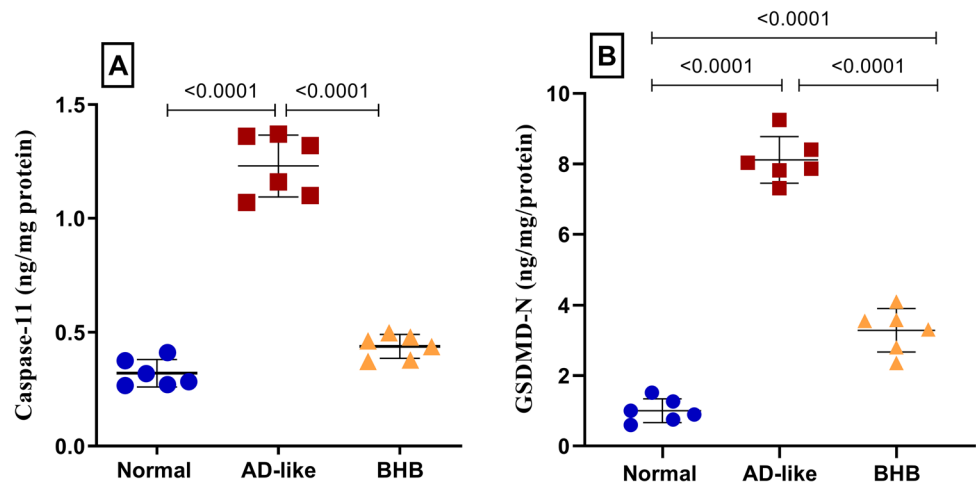 A
<0.0001 <0.0001
Caspase-11 (ng/mg protein)
1.5
1.0
0.5
0.0
Normal AD-like BHB
B
<0.0001
<0.0001 <0.0001
GSDMD-N (ng/mg/protein)
10
8
6
4
2
0
Normal AD-like BHB